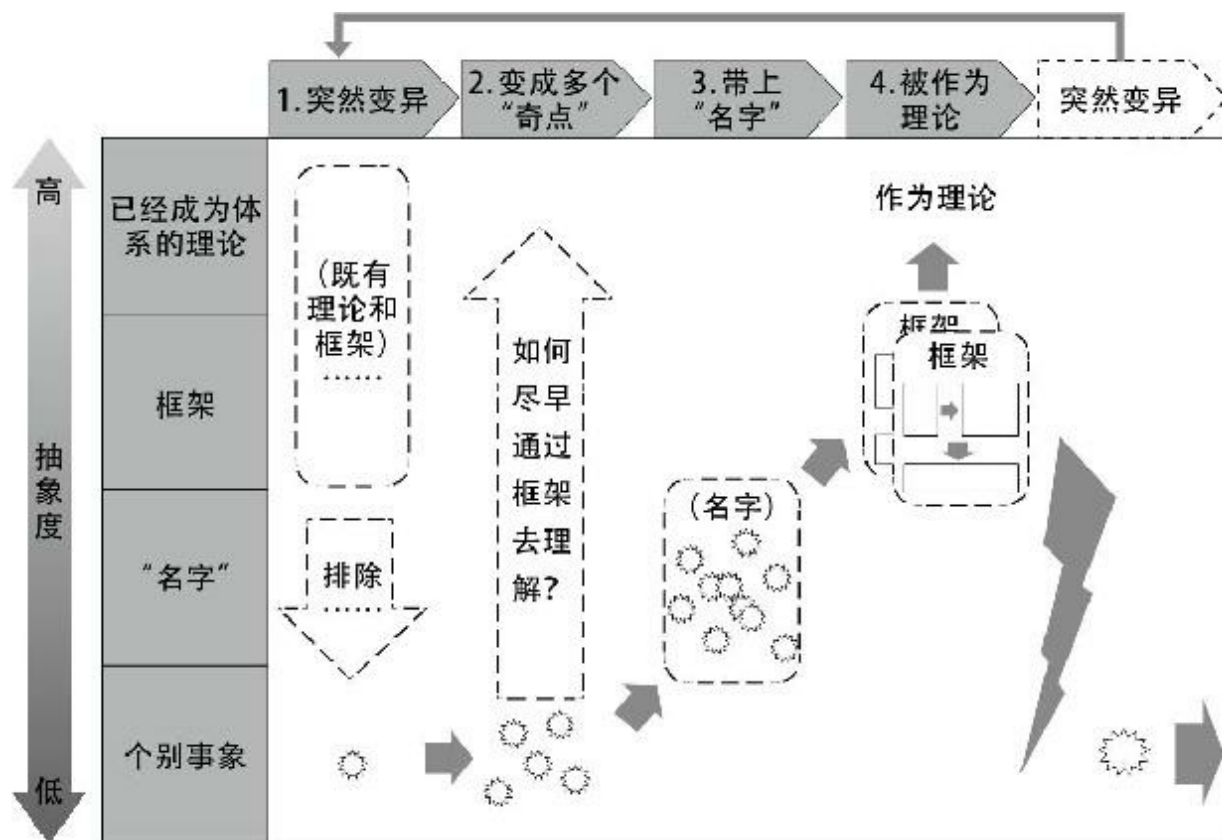 1.突然变异
2.变成多个
“奇点”
3.带上
“名字”
4.被作为
理论
突然变异
高
抽
象
度
低
已经成为体
系的理论
框架
“名字”
个别事象
（既有
理论和
框架）
……
排除
……
如何
尽早
通过
框架
去理
解？
（名字）
作为理论
框架
框架